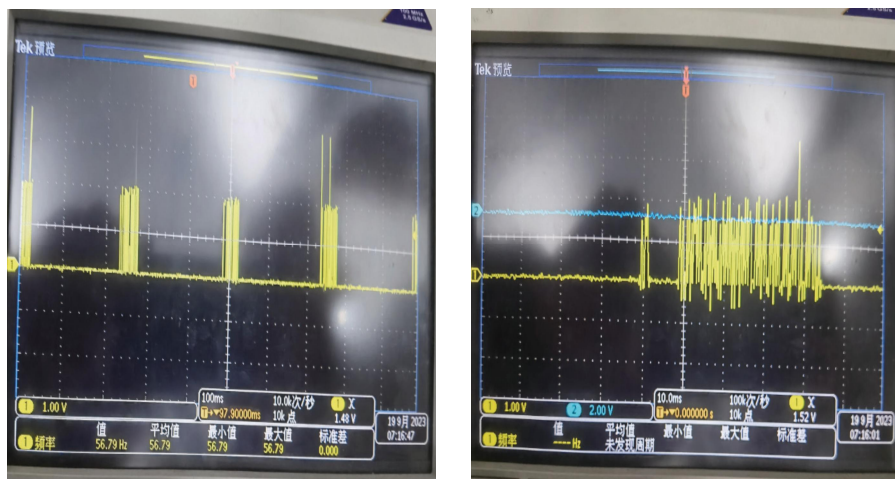 Tek 预览
1.00 V
100ms
10.0k次/秒
1 X
T→▼97.90000ms
10k 点
1.48 V
值
平均值
最小值
最大值
标准差
1 频率
56.79 Hz
56.79
56.79
56.79
0.000
19 9月 2023
07:16:47
Tek 预览
1.00 V
2 2.00 V
10.0ms
100k次/秒
1 X
T→▼0.000000 s
10k 点
1.52 V
值
平均值
最小值
最大值
标准差
1 频率
---- Hz
未发现周期
19 9月 2023
07:16:01